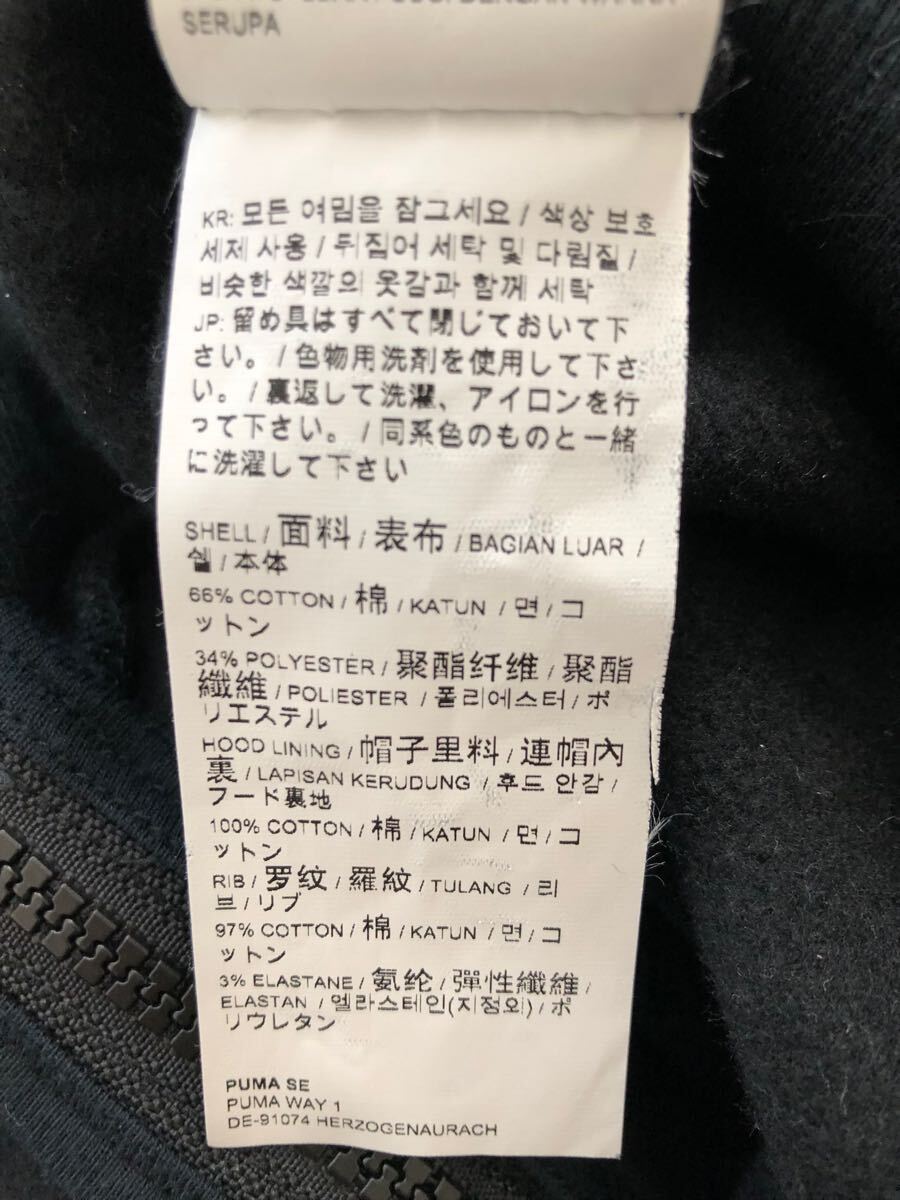 SERUPA
KR: 모든 여밈을 잠그세요 / 색상 보호
세제 사용 / 뒤집어 세탁 및 다림질 /
비슷한 색깔의 옷감과 함께 세탁
JP: 留め具はすべて閉じておいて下
さい。 / 色物用洗剤を使用して下さ
い。 / 裏返して洗濯、アイロンを行
って下さい。 / 同系色のものと一緒
に洗濯して下さい
SHELL / 面料 / 表布 / BAGIAN LUAR /
쉘 / 本体
66% COTTON / 棉 / KATUN / 면 / コ
ットン
34% POLYESTER / 聚酯纤维 / 聚酯
纖維 / POLIESTER / 폴리에스터 / ポ
リエステル
HOOD LINING / 帽子里料 / 連帽內
裏 / LAPISAN KERUDUNG / 후드 안감 /
フード裏地
100% COTTON / 棉 / KATUN / 면 / コ
ットン
RIB / 罗纹 / 羅紋 / TULANG / 리
브 / リブ
97% COTTON / 棉 / KATUN / 면 / コ
ットン
3% ELASTANE / 氨纶 / 彈性纖維 /
ELASTAN / 엘라스테인(지정외) / ポ
リウレタン
PUMA SE
PUMA WAY 1
DE-91074 HERZOGENAURACH